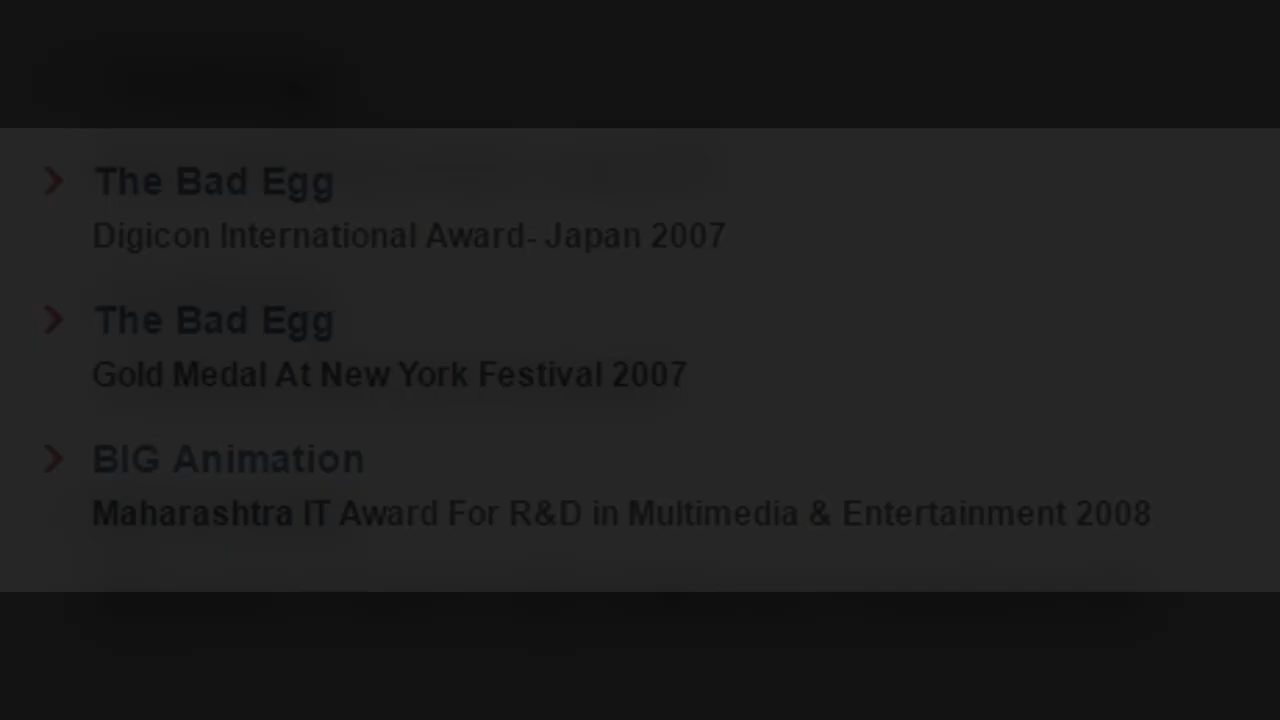 The Bad Egg
Digicon International Award- Japan 2007
The Bad Egg
Gold Medal At New York Festival 2007
BIG Animation
Maharashtra IT Award For R&D in Multimedia & Entertainment 2008